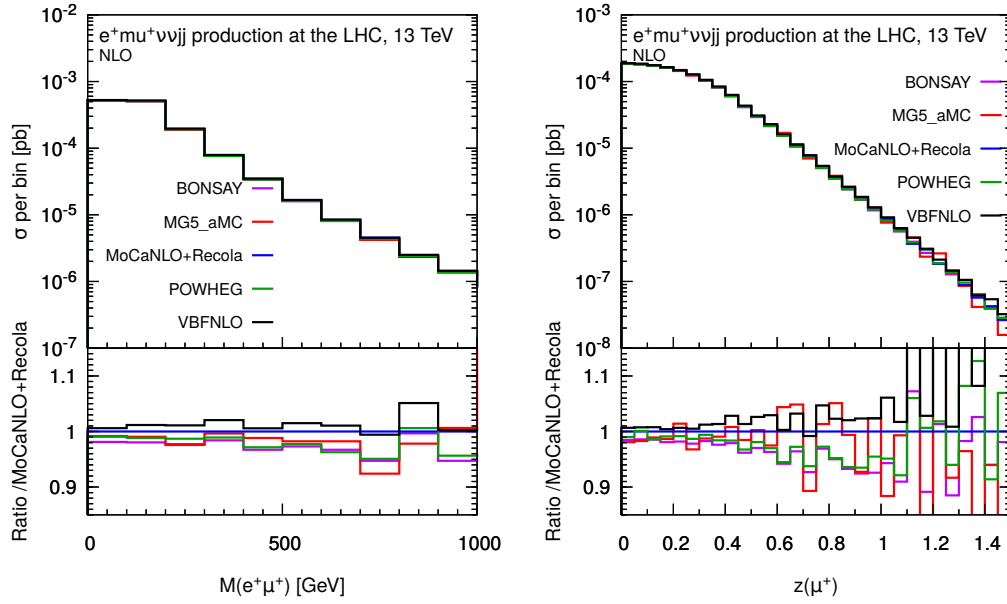 e⁺mu⁺ννjj production at the LHC, 13 TeV
NLO
σ per bin [pb]
10⁻²
10⁻³
10⁻⁴
10⁻⁵
10⁻⁶
10⁻⁷
BONSAY
MG5_aMC
MoCaNLO+Recola
POWHEG
VBFNLO
Ratio /MoCaNLO+Recola
1.1
1
0.9
0
500
1000
M(e⁺μ⁺) [GeV]
e⁺mu⁺ννjj production at the LHC, 13 TeV
NLO
σ per bin [pb]
10⁻³
10⁻⁴
10⁻⁵
10⁻⁶
10⁻⁷
10⁻⁸
BONSAY
MG5_aMC
MoCaNLO+Recola
POWHEG
VBFNLO
Ratio /MoCaNLO+Recola
1.1
1
0.9
0
0.2
0.4
0.6
0.8
1
1.2
1.4
z(μ⁺)